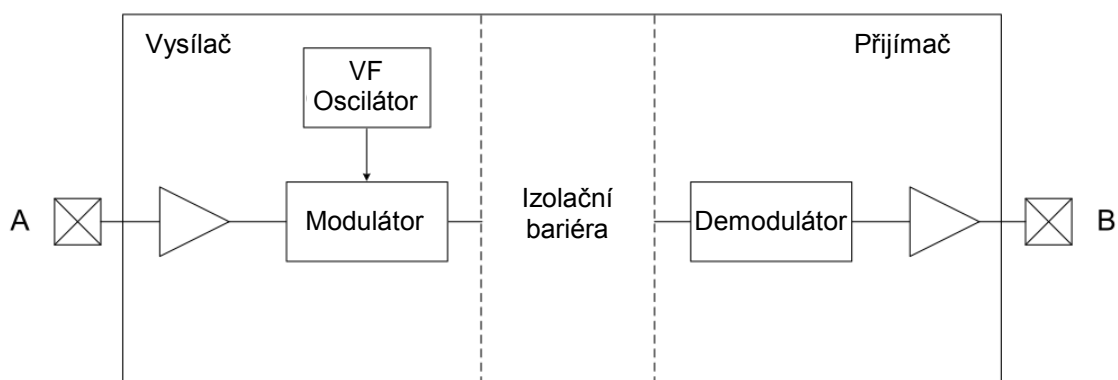 Vysílač
Přijímač
VF
Oscilátor
A
Modulátor
Izolační
bariéra
Demodulátor
B